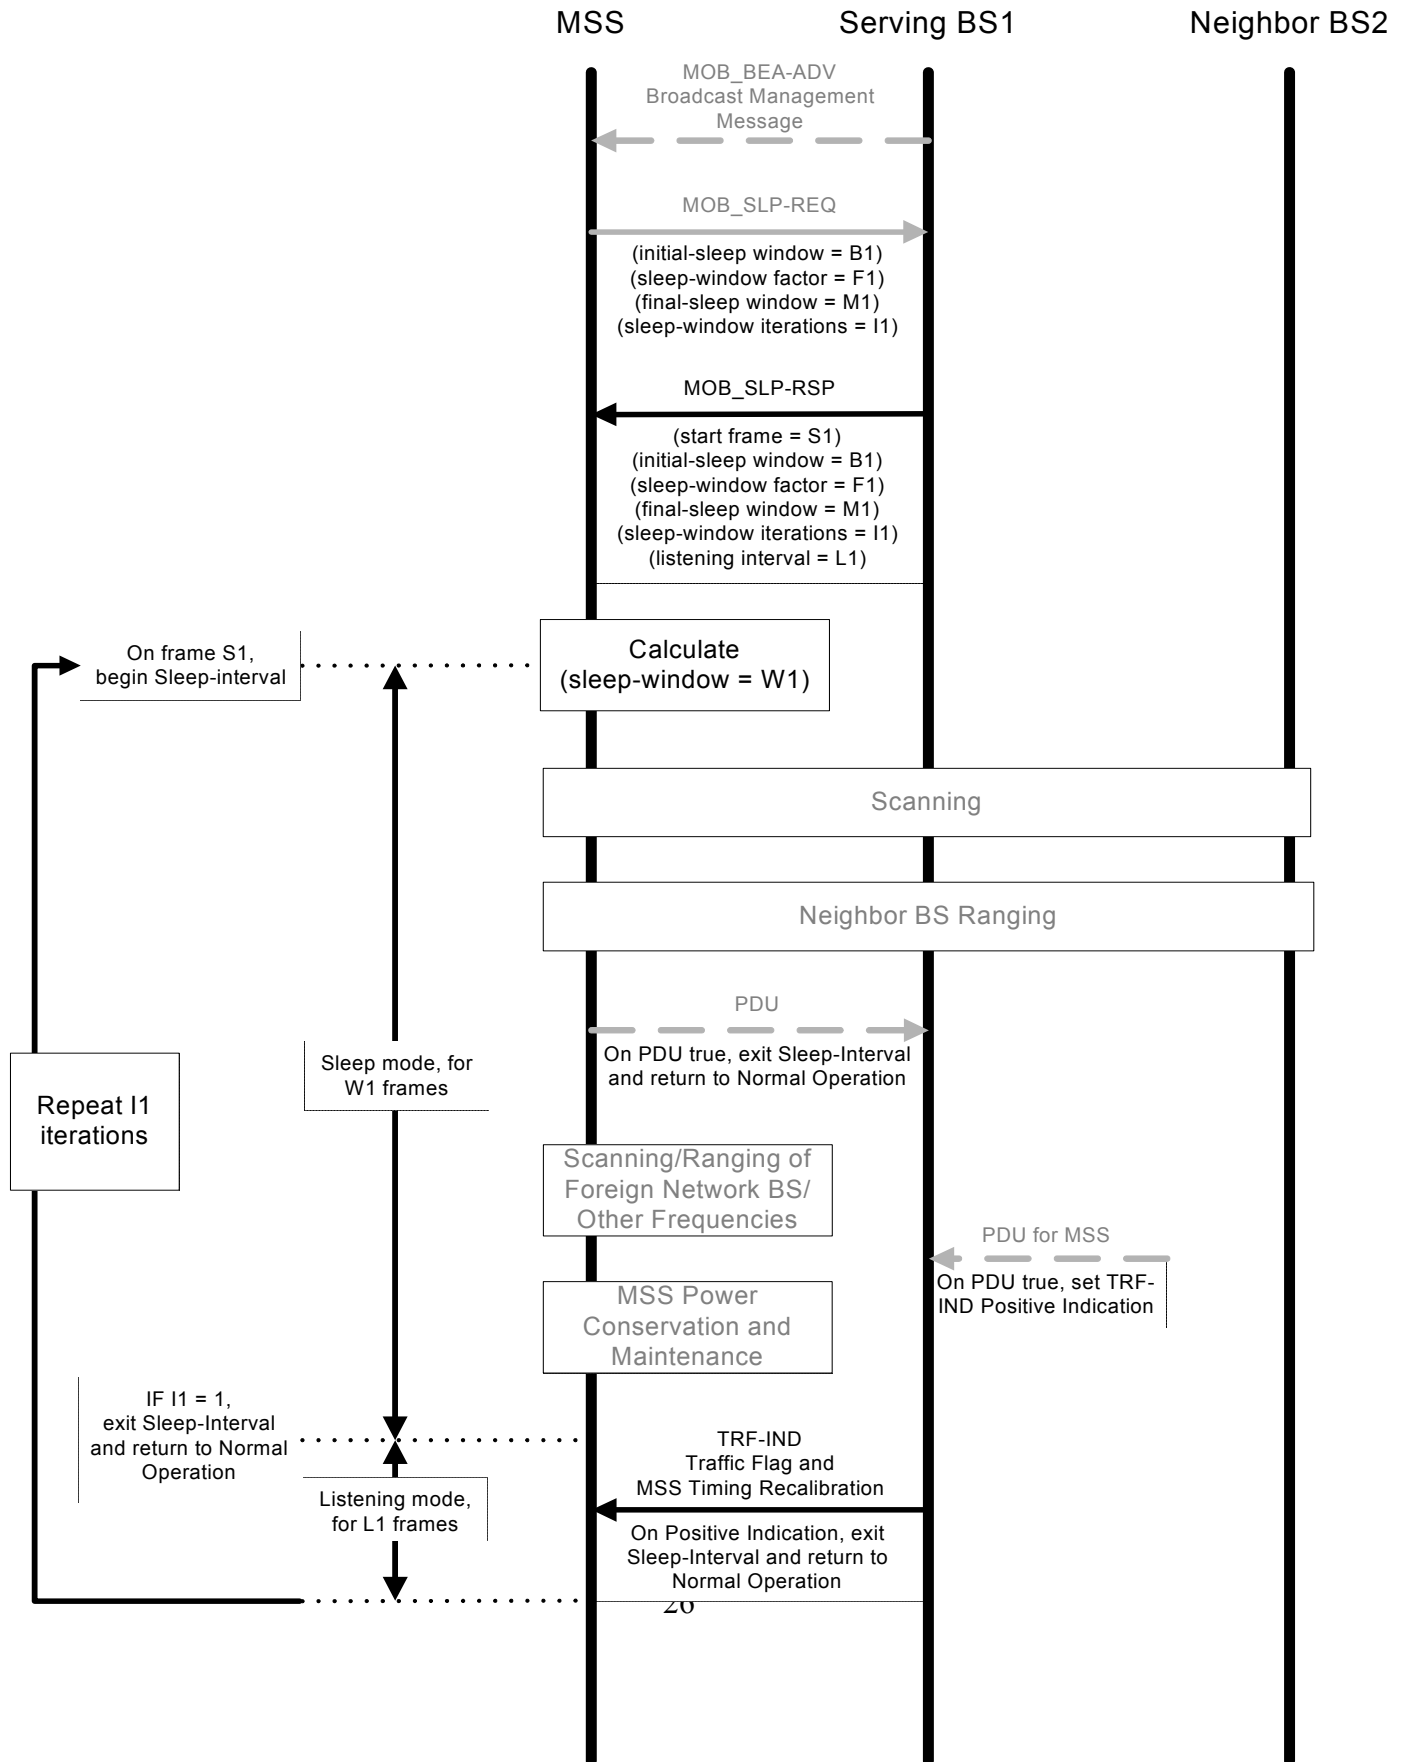 MSS
Serving BS1
Neighbor BS2
MOB_BEA-ADV
Broadcast Management
Message
MOB_SLP-REQ
(initial-sleep window = B1)
(sleep-window factor = F1)
(final-sleep window = M1)
(sleep-window iterations = I1)
MOB_SLP-RSP
(start frame = S1)
(initial-sleep window = B1)
(sleep-window factor = F1)
(final-sleep window = M1)
(sleep-window iterations = I1)
(listening interval = L1)
On frame S1,
begin Sleep-interval
Calculate
(sleep-window = W1)
Scanning
Neighbor BS Ranging
PDU
On PDU true, exit Sleep-Interval
and return to Normal Operation
Sleep mode, for
W1 frames
Repeat I1
iterations
Scanning/Ranging of
Foreign Network BS/
Other Frequencies
PDU for MSS
On PDU true, set TRF-
IND Positive Indication
MSS Power
Conservation and
Maintenance
IF I1 = 1,
exit Sleep-Interval
and return to Normal
Operation
TRF-IND
Traffic Flag and
MSS Timing Recalibration
Listening mode,
for L1 frames
On Positive Indication, exit
Sleep-Interval and return to
Normal Operation
26